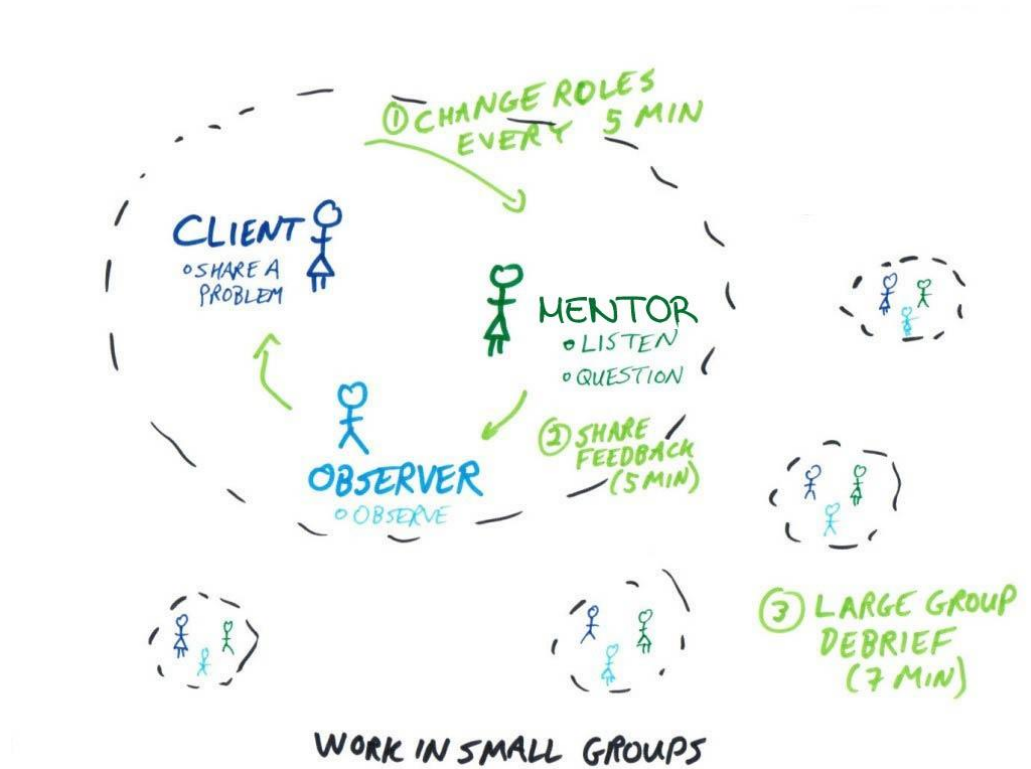 ① CHANGE ROLES
EVERY 5 MIN
CLIENT
• SHARE A
PROBLEM
MENTOR
• LISTEN
• QUESTION
② SHARE
FEEDBACK
(5 MIN)
OBSERVER
• OBSERVE
③ LARGE GROUP
DEBRIEF
(7 MIN)
WORK IN SMALL GROUPS